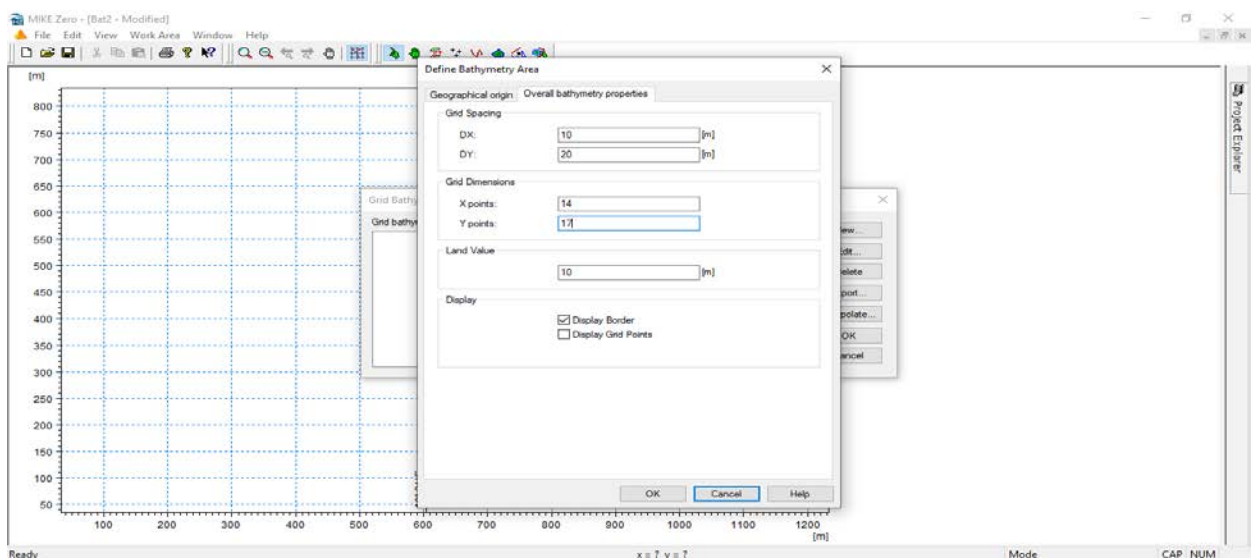 MIKE Zero - [Bat2 - Modified]
File Edit View Work Area Window Help
[m]
800
750
700
650
600
550
500
450
400
350
300
250
200
150
100
50
100 200 300 400 500 600 700 800 900 1000 1100 1200
[m]
Grid Bathy
Grid bathy
ew...
dit...
elete
port...
polate...
OK
ancel
Define Bathymetry Area
Geographical origin Overall bathymetry properties
Grid Spacing
DX: 10 [m]
DY: 20 [m]
Grid Dimensions
X points: 14
Y points: 17
Land Value
10 [m]
Display
Display Border
Display Grid Points
OK Cancel Help
Project Explorer
Ready x = ? y = ? Mode CAP NUM